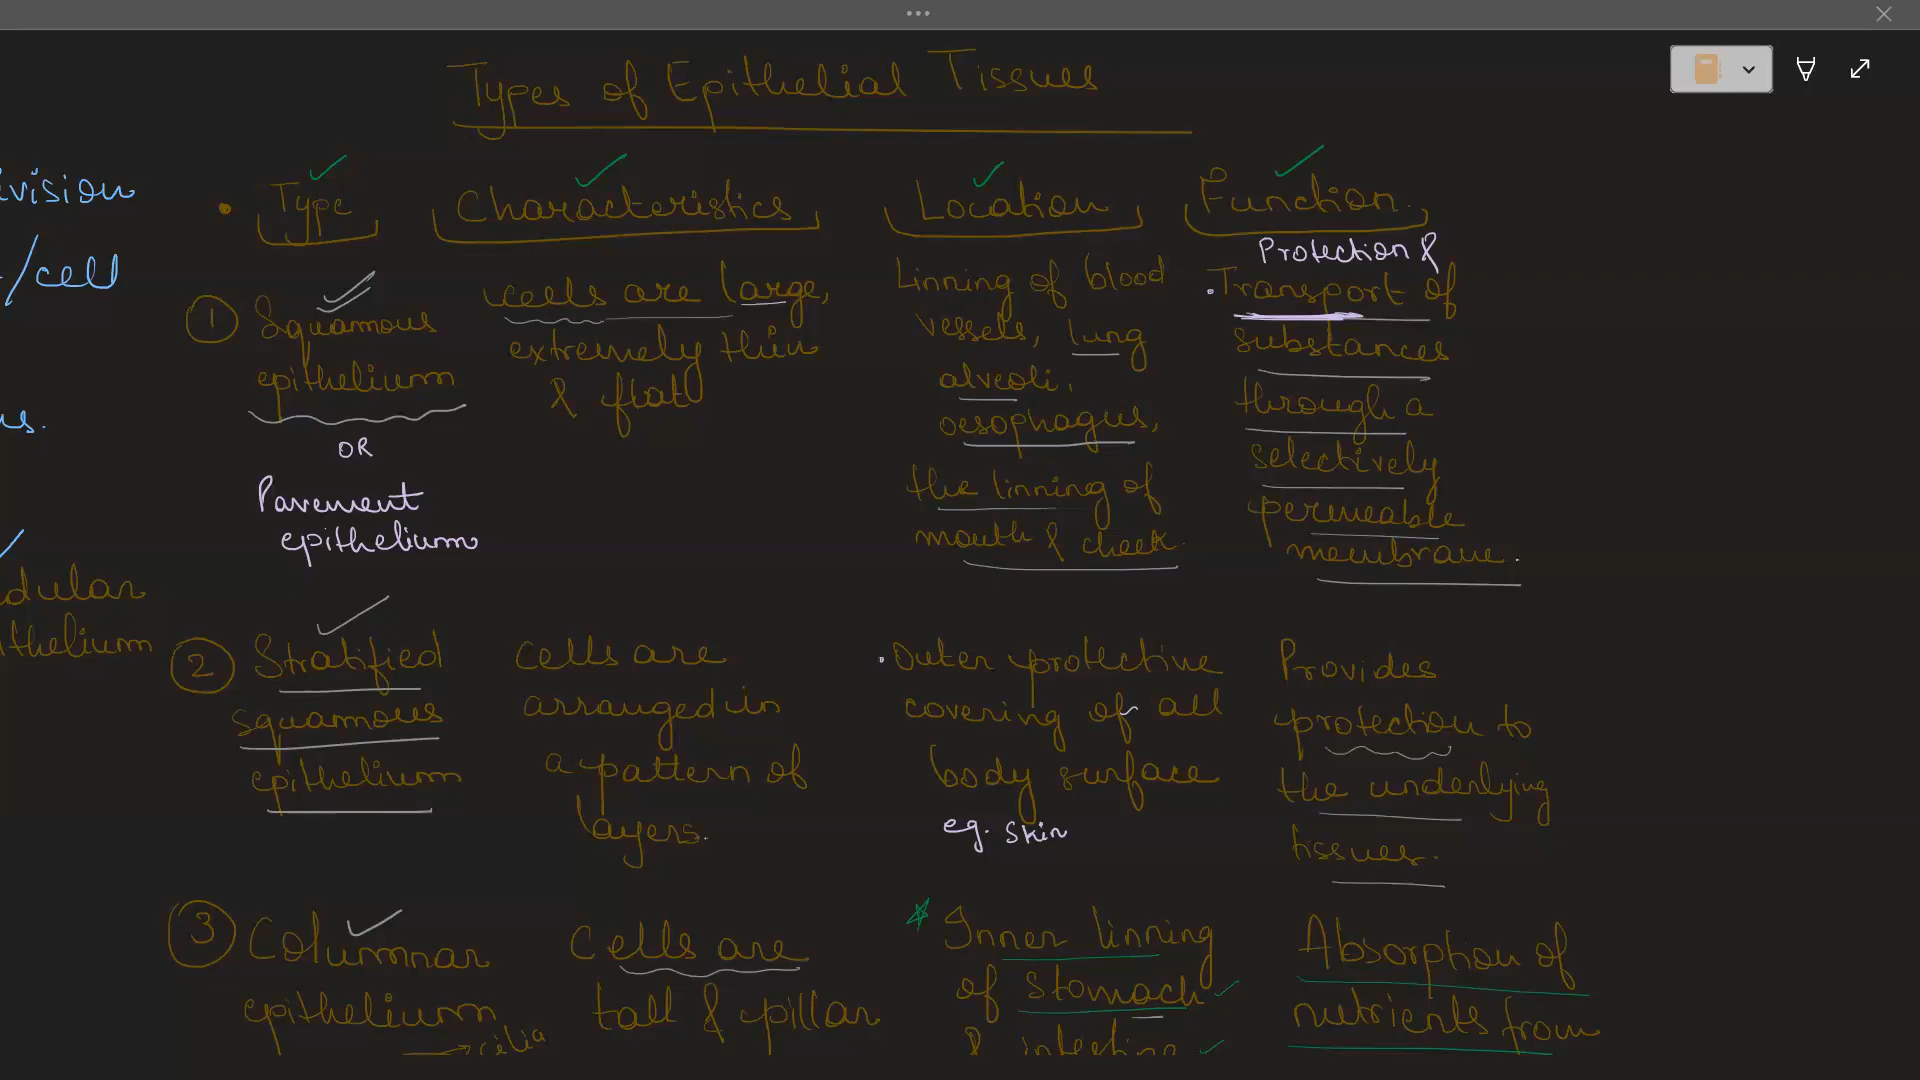 Types of Epithelial Tissues
ivision
/cell
us.
dular
thelium
• Type Characteristics Location Function.
① Squamous
epithelium
OR
Pavement
epithelium
cells are large,
extremely thin
& flat
Linning of blood
vessels, lung
alveoli,
oesophagus,
the linning of
mouth & cheek
Protection &
.Transport of
substances
through a
selectively
permeable
membrane.
② Stratified
squamous
epithelium
Cells are
arranged in
a pattern of
layers.
• Outer protective
covering of all
body surface
eg. Skin
Provides
protection to
the underlying
tissues.
③ Columnar
epithelium
→ cilia
Cells are
tall & pillar
Inner linning
of stomach
& intestine
Absorption of
nutrients from